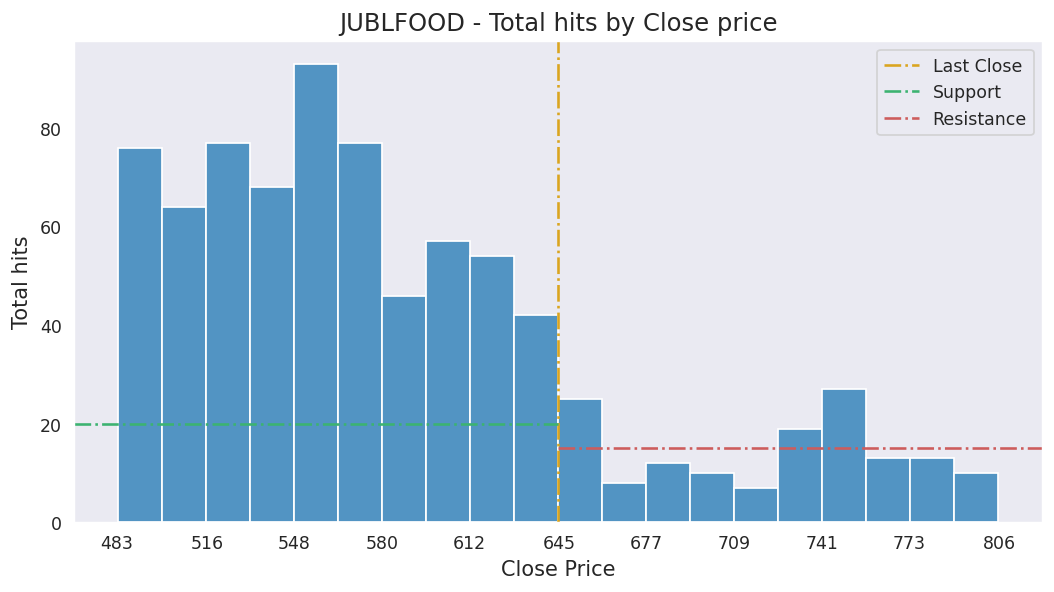 JUBLFOOD - Total hits by Close price
Last Close
Support
Resistance
Total hits
80
60
40
20
0
483 516 548 580 612 645 677 709 741 773 806
Close Price